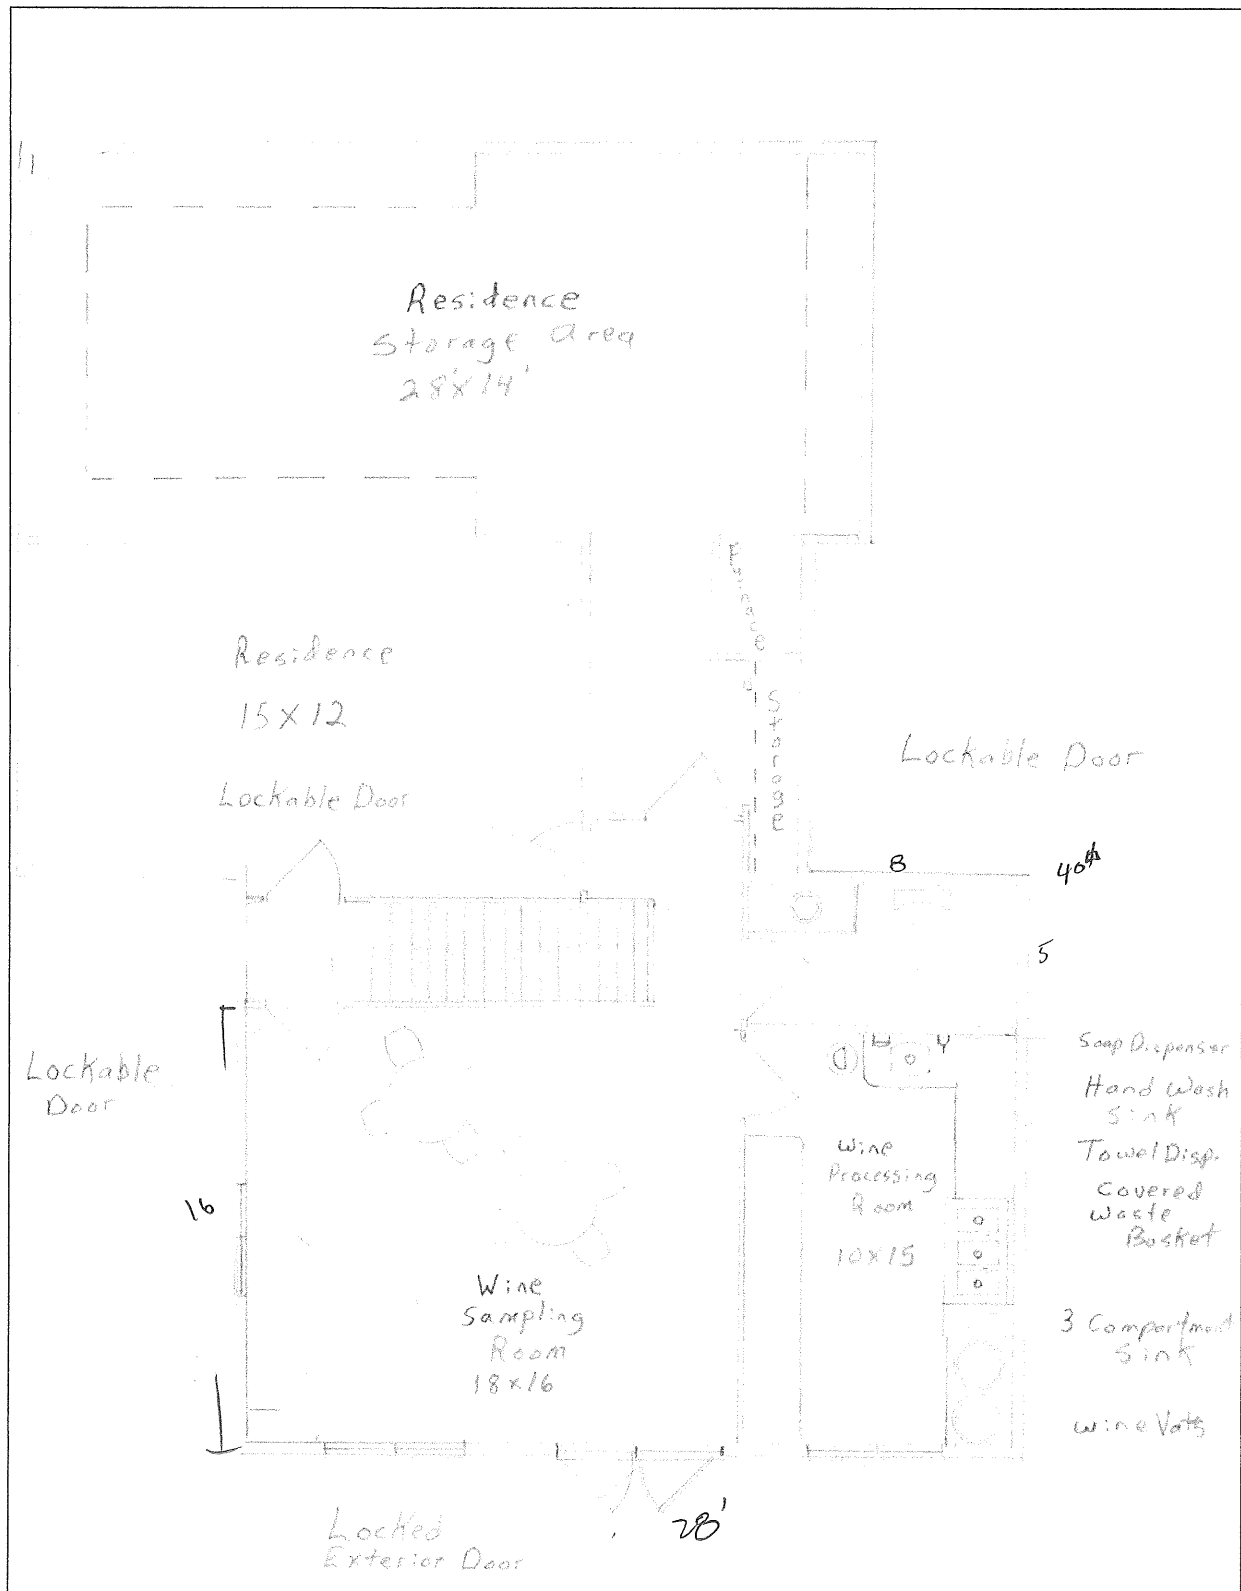 Residence
Storage Area
28'x14'
Furnace
Residence
15 x 12
Storage
Lockable Door
Lockable Door
8
40#
5
Lockable
Door
Soap Dispenser
Hand Wash
Sink
Wine
Processing
Room
10x15
Towel Disp.
Covered
Waste
Basket
16
Wine
Sampling
Room
18x16
3 Compartment
Sink
Wine Vats
28'
Locked
Exterior Door